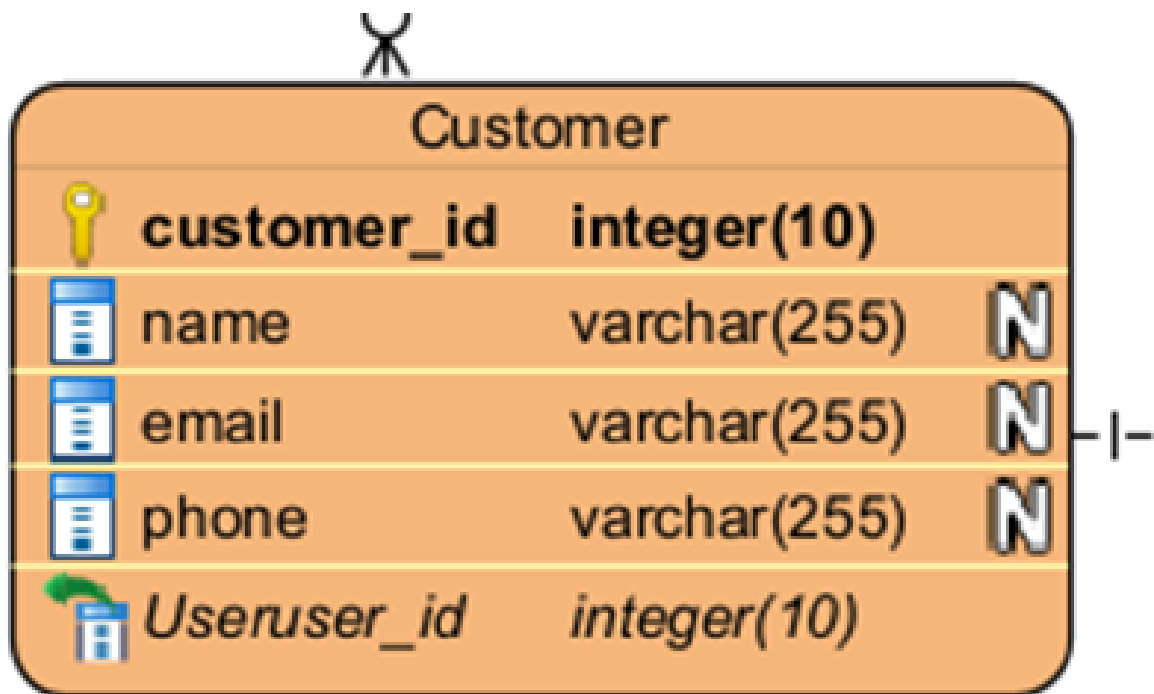 Customer
customer_id integer(10)
name varchar(255) N
email varchar(255) N
phone varchar(255) N
Useruser_id integer(10)